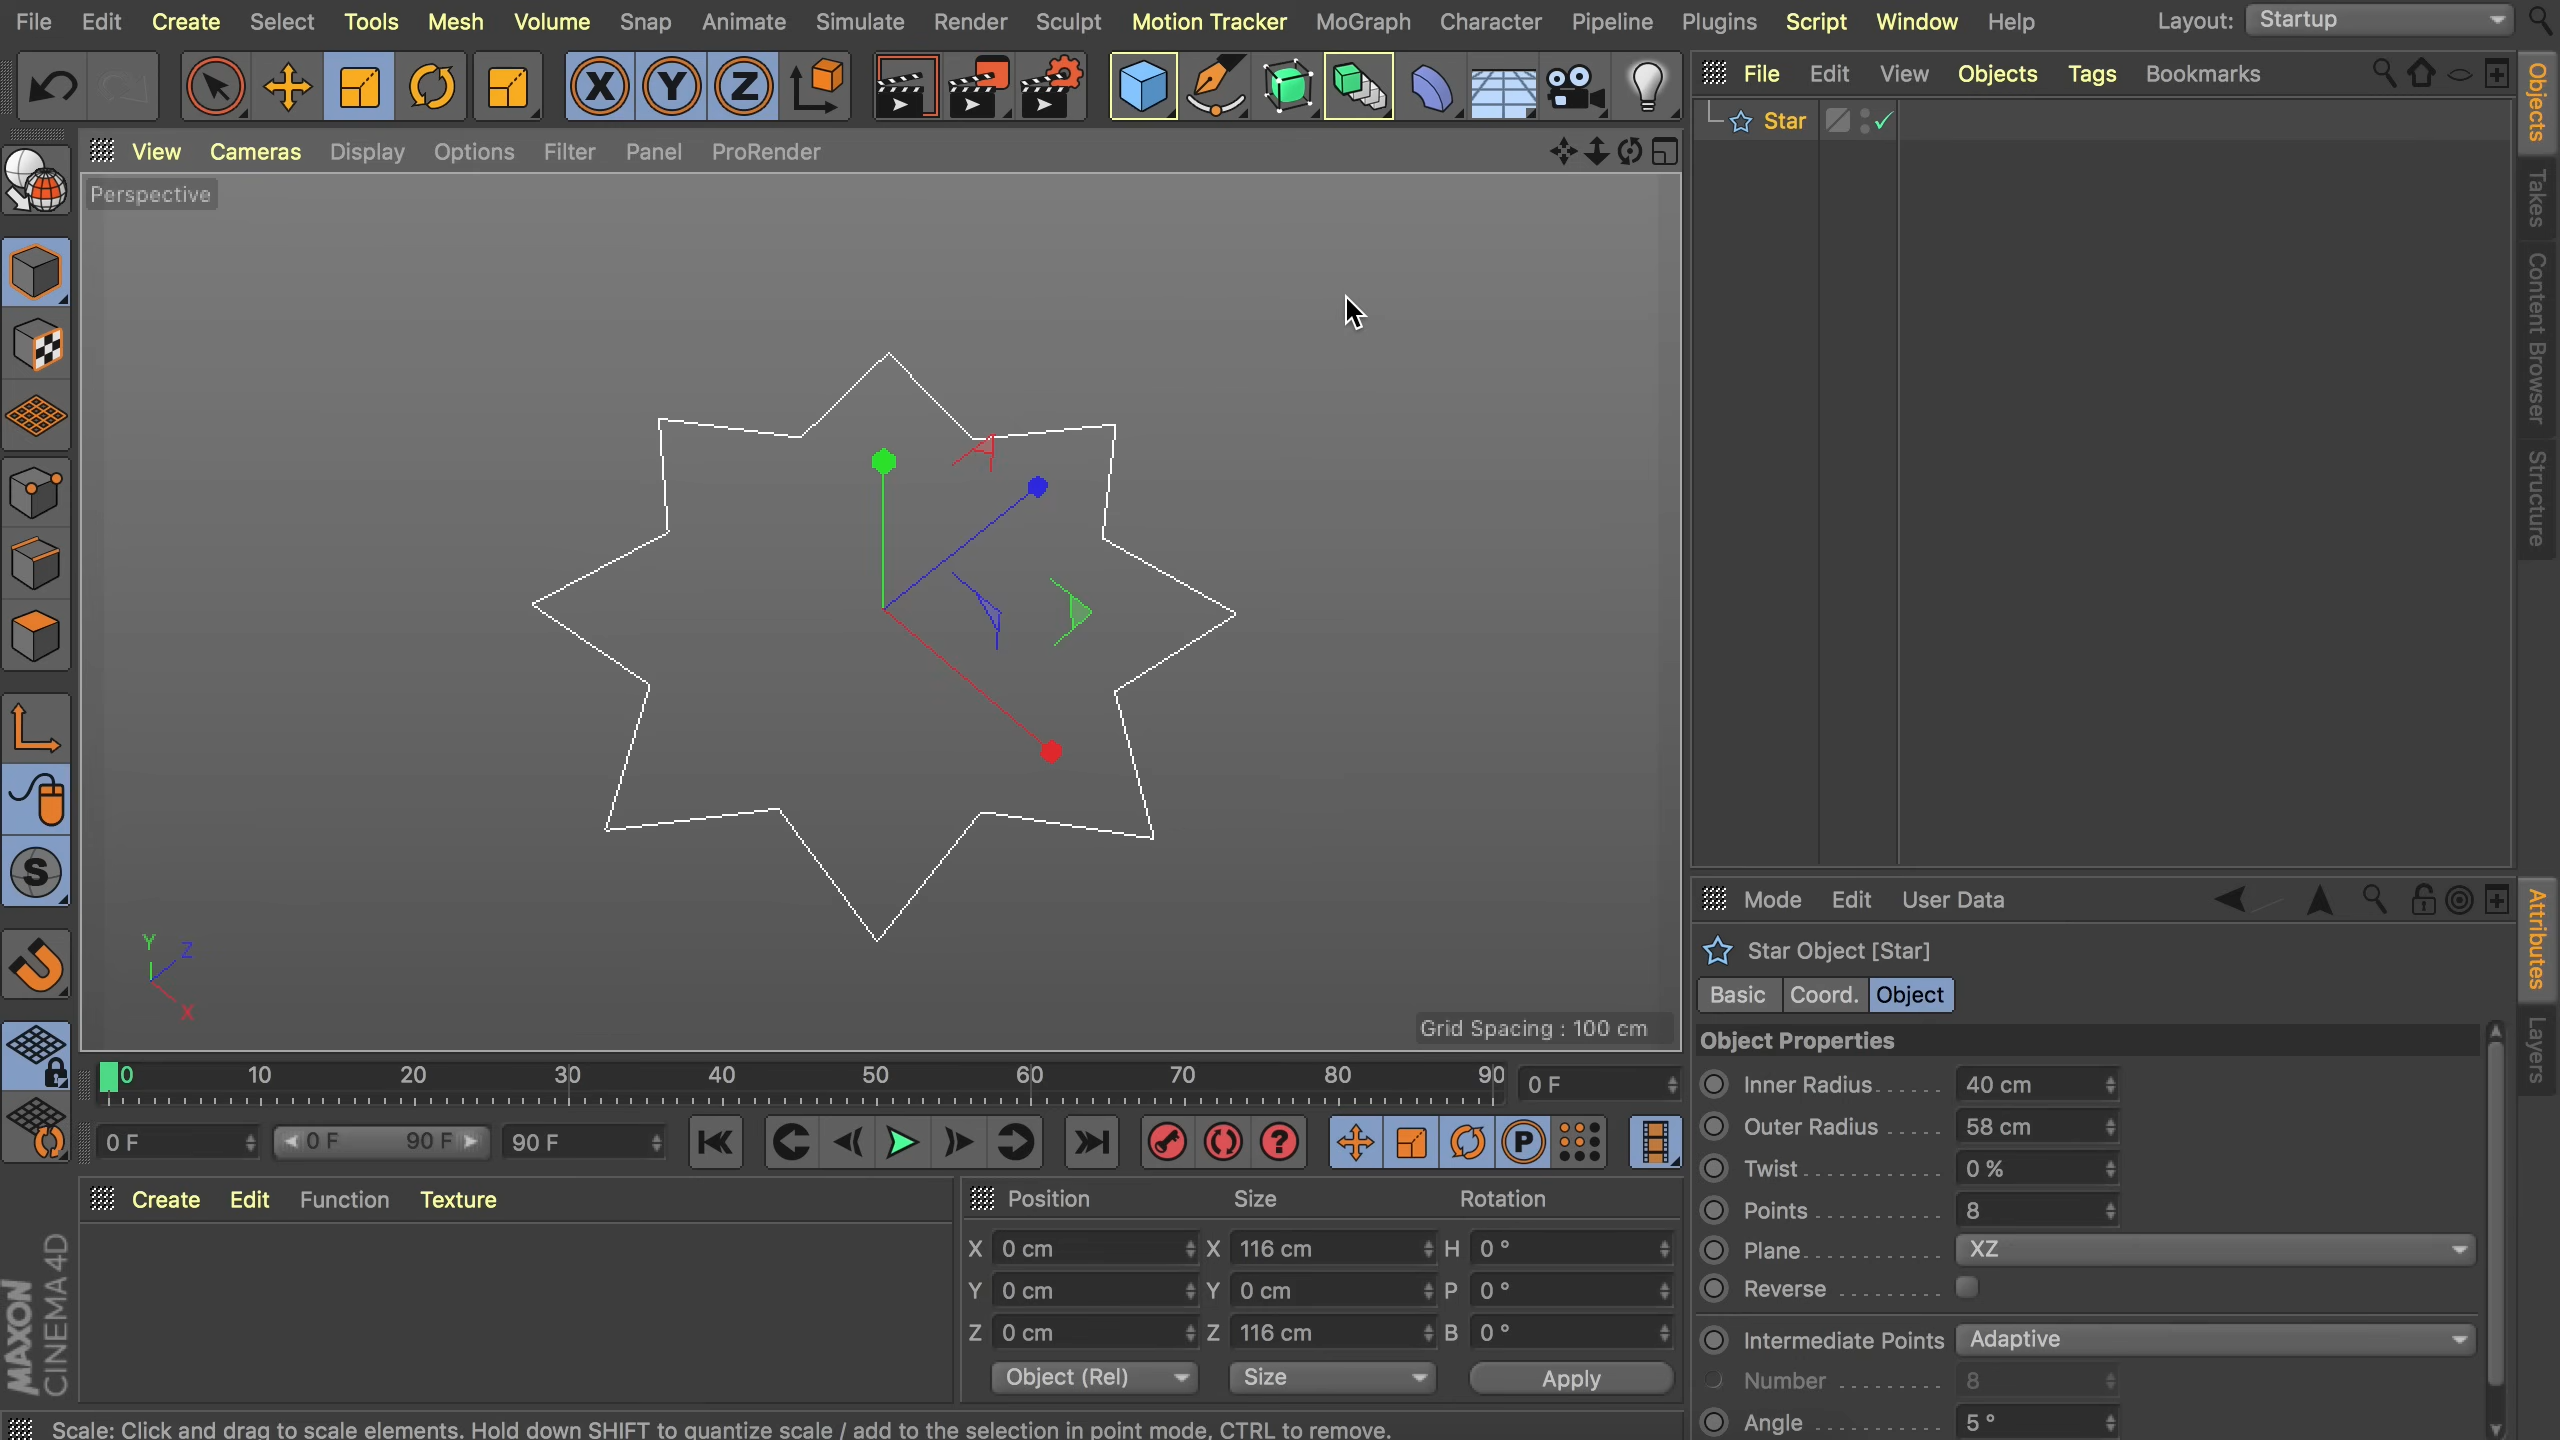 File Edit Create Select Tools Mesh Volume Snap Animate Simulate Render Sculpt Motion Tracker MoGraph Character Pipeline Plugins Script Window Help Layout: Startup
X Y Z
File Edit View Objects Tags Bookmarks
Star
Objects
Takes
Content Browser
Structure
View Cameras Display Options Filter Panel ProRender
Perspective
S
Y Z
X
Grid Spacing : 100 cm
0 10 20 30 40 50 60 70 80 90 0 F
0 F 0 F 90 F 90 F ? P
Create Edit Function Texture
Position Size Rotation
X 0 cm X 116 cm H 0 °
Y 0 cm Y 0 cm P 0 °
Z 0 cm Z 116 cm B 0 °
Object (Rel) Size Apply
MAXON
CINEMA 4D
Mode Edit User Data
Star Object [Star]
Basic Coord. Object
Object Properties
Inner Radius 40 cm
Outer Radius 58 cm
Twist 0 %
Points 8
Plane XZ
Reverse
Intermediate Points Adaptive
Number 8
Angle 5 °
Attributes
Layers
Scale: Click and drag to scale elements. Hold down SHIFT to quantize scale / add to the selection in point mode, CTRL to remove.